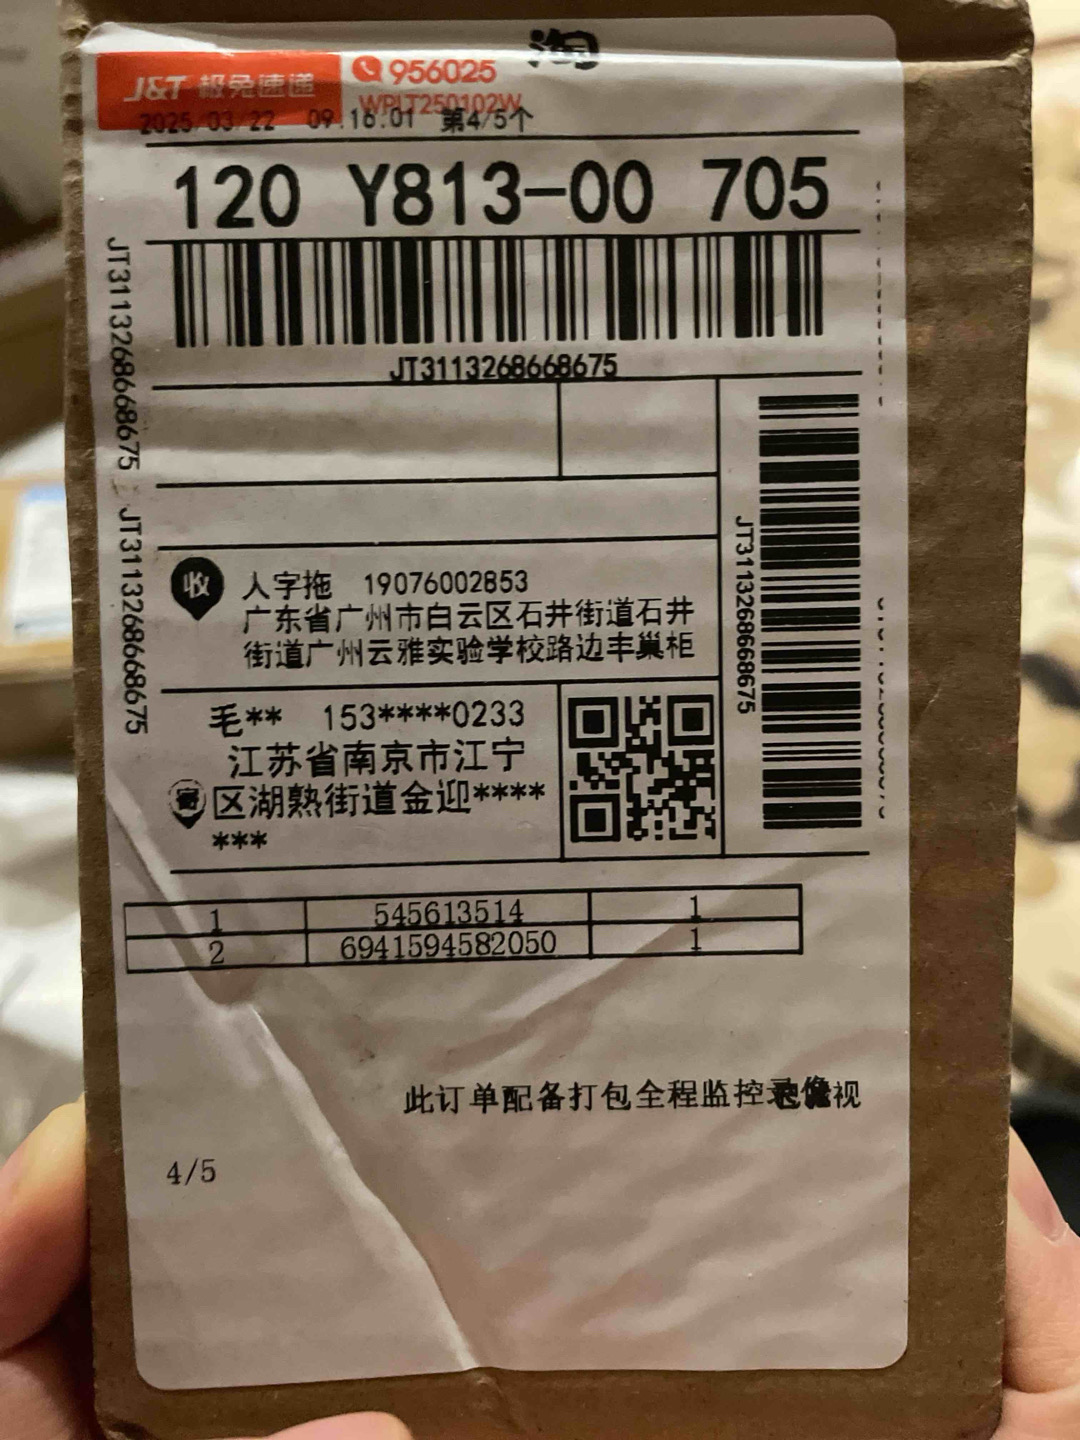 淘
J&T 极兔速递 956025
WPLT250102W
2025/03/22 09:16:01 第4/5个
120 Y813-00 705
JT3113268668675
JT3113268668675
JT3113268668675
JT3113268668675
收 人字拖 19076002853
广东省广州市白云区石井街道石井
街道广州云雅实验学校路边丰巢柜
毛** 153****0233
江苏省南京市江宁
寄 区湖熟街道金迎****
***
1 545613514 1
2 6941594582050 1
此订单配备打包全程监控 视
4/5